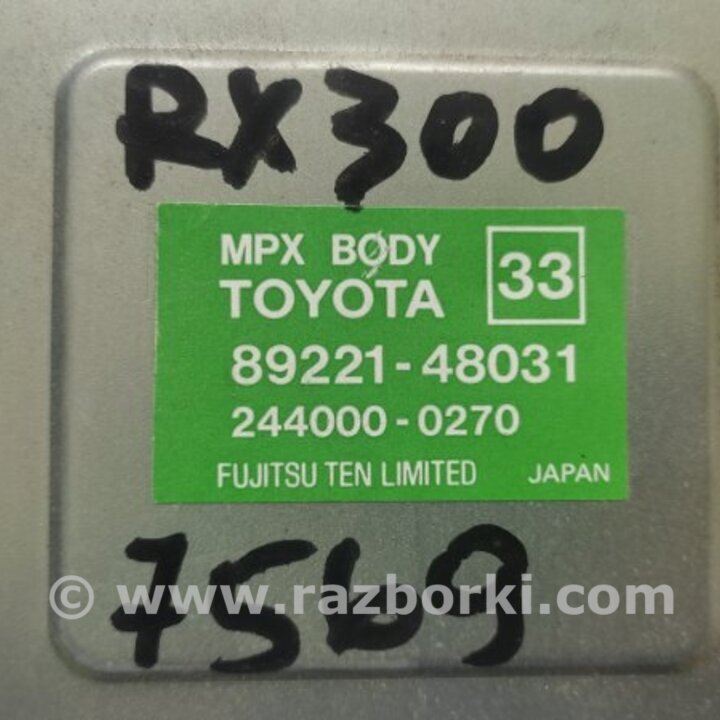 RX300
MPX BODY 33
TOYOTA
89221-48031
244000-0270
FUJITSU TEN LIMITED JAPAN
7569
© www.razborki.com